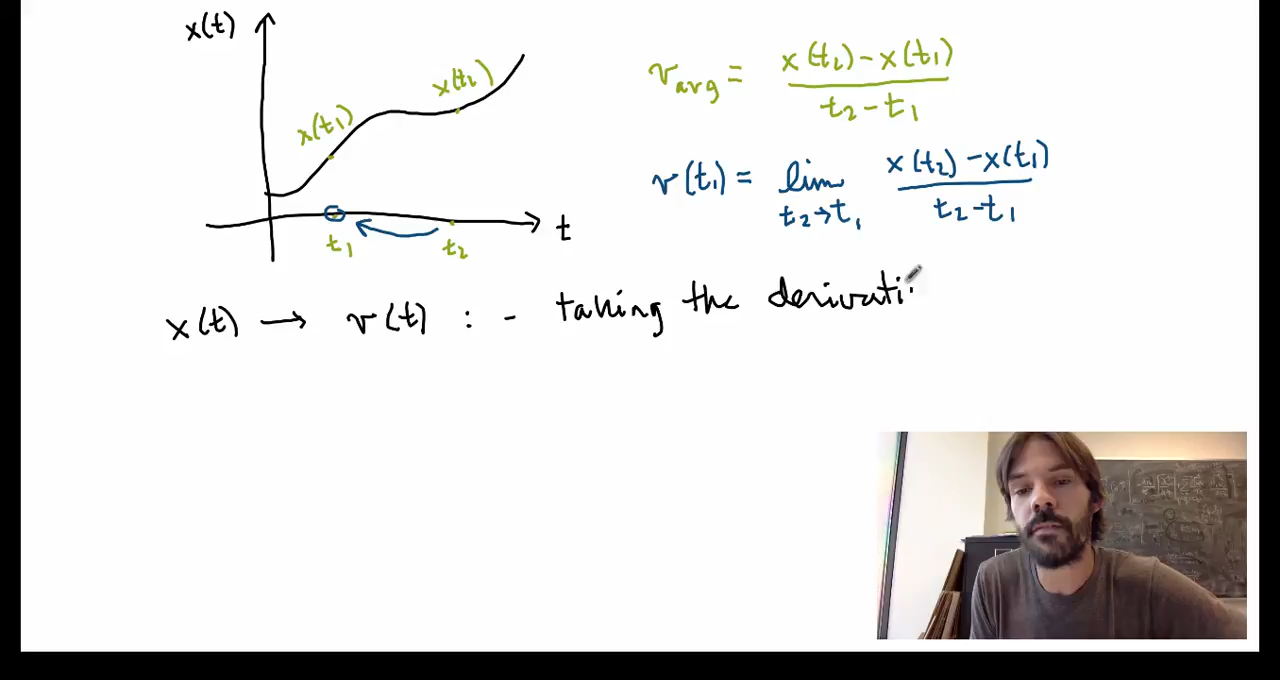 x(t)
x(t₁)
x(t₂)
t₁
t₂
t
v_avg = x(t₂) - x(t₁) / t₂ - t₁
v(t₁) = lim t₂→t₁ x(t₂) - x(t₁) / t₂ - t₁
x(t) → v(t) : - taking the derivati